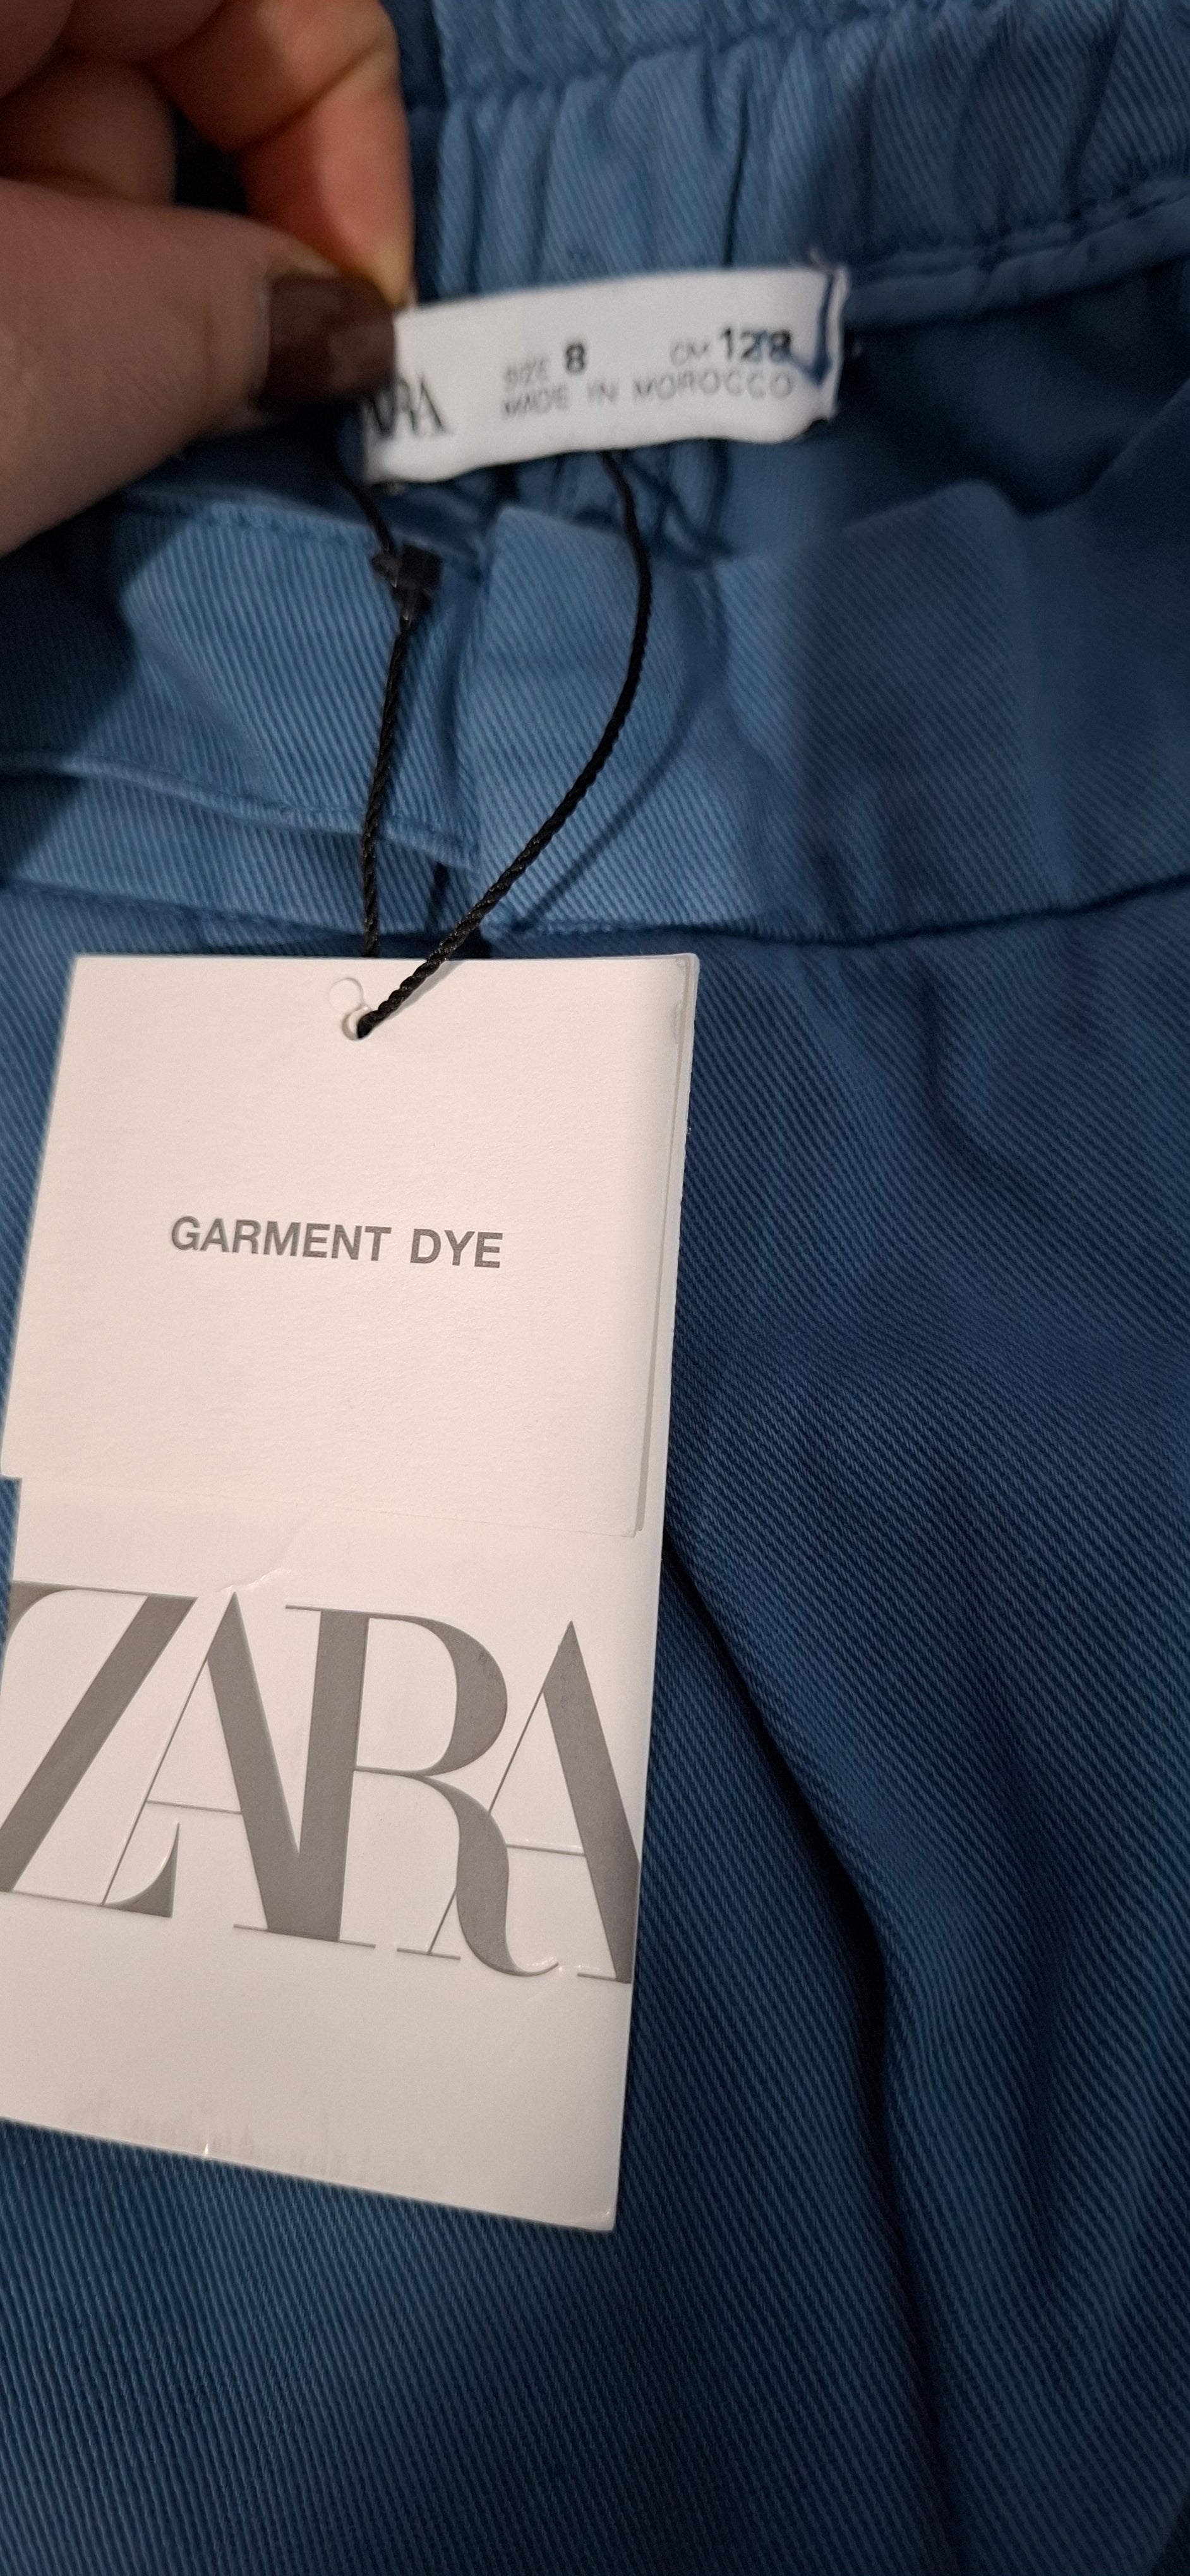 ZARA
SIZE 8 CM 128
MADE IN MOROCCO
GARMENT DYE
ZARA